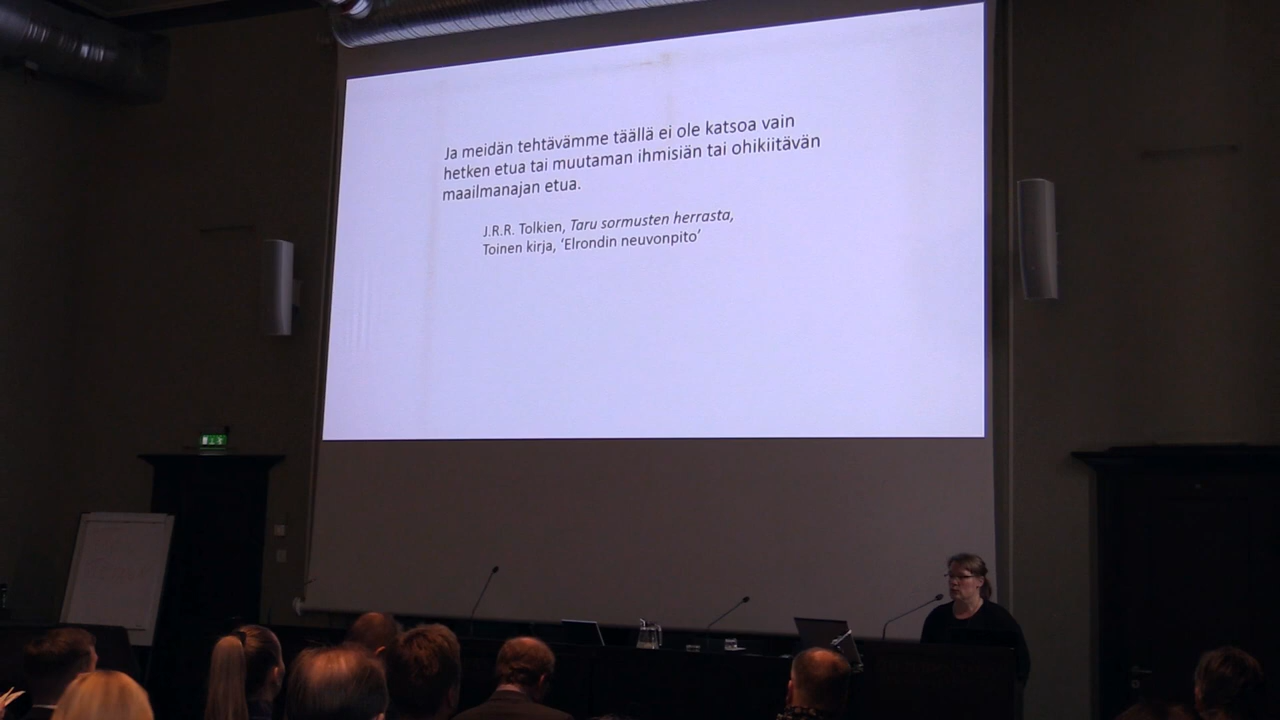 Ja meidän tehtävämme täällä ei ole katsoa vain
hetken etua tai muutaman ihmisiän tai ohikiitävän
maailmanajan etua.
J.R.R. Tolkien, Taru sormusten herrasta,
Toinen kirja, ‘Elrondin neuvonpito’